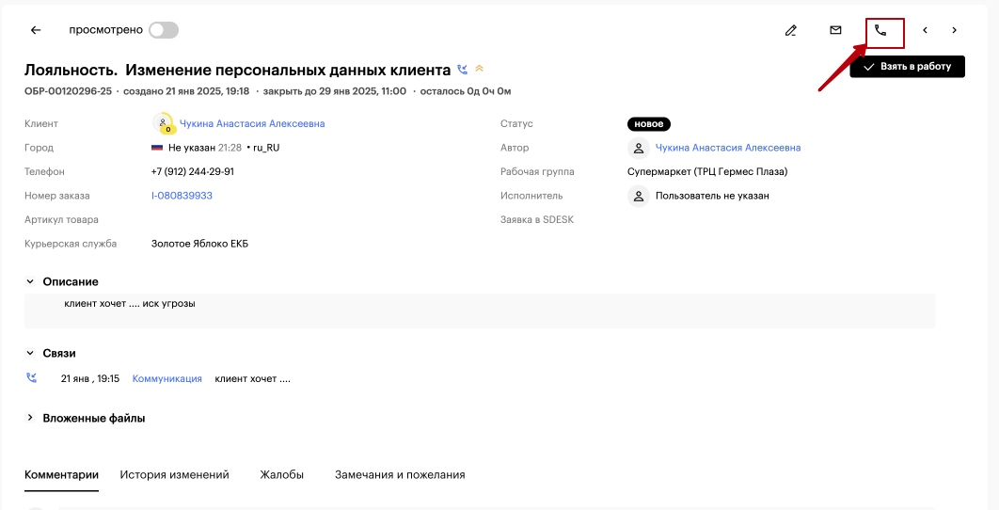 просмотрено
Лояльность. Изменение персональных данных клиента
Взять в работу
ОБР-00120296-25 · создано 21 янв 2025, 19:18 · закрыть до 29 янв 2025, 11:00 · осталось 0д 0ч 0м
Клиент 0 Чукина Анастасия Алексеевна
Статус новое
Город Не указан 21:28 • ru_RU
Автор Чукина Анастасия Алексеевна
Телефон +7 (912) 244-29-91
Рабочая группа Супермаркет (ТРЦ Гермес Плаза)
Номер заказа I-080839933
Исполнитель Пользователь не указан
Артикул товара
Заявка в SDESK
Курьерская служба Золотое Яблоко ЕКБ
Описание
клиент хочет .... иск угрозы
Связи
21 янв , 19:15 Коммуникация клиент хочет ....
Вложенные файлы
Комментарии История изменений Жалобы Замечания и пожелания